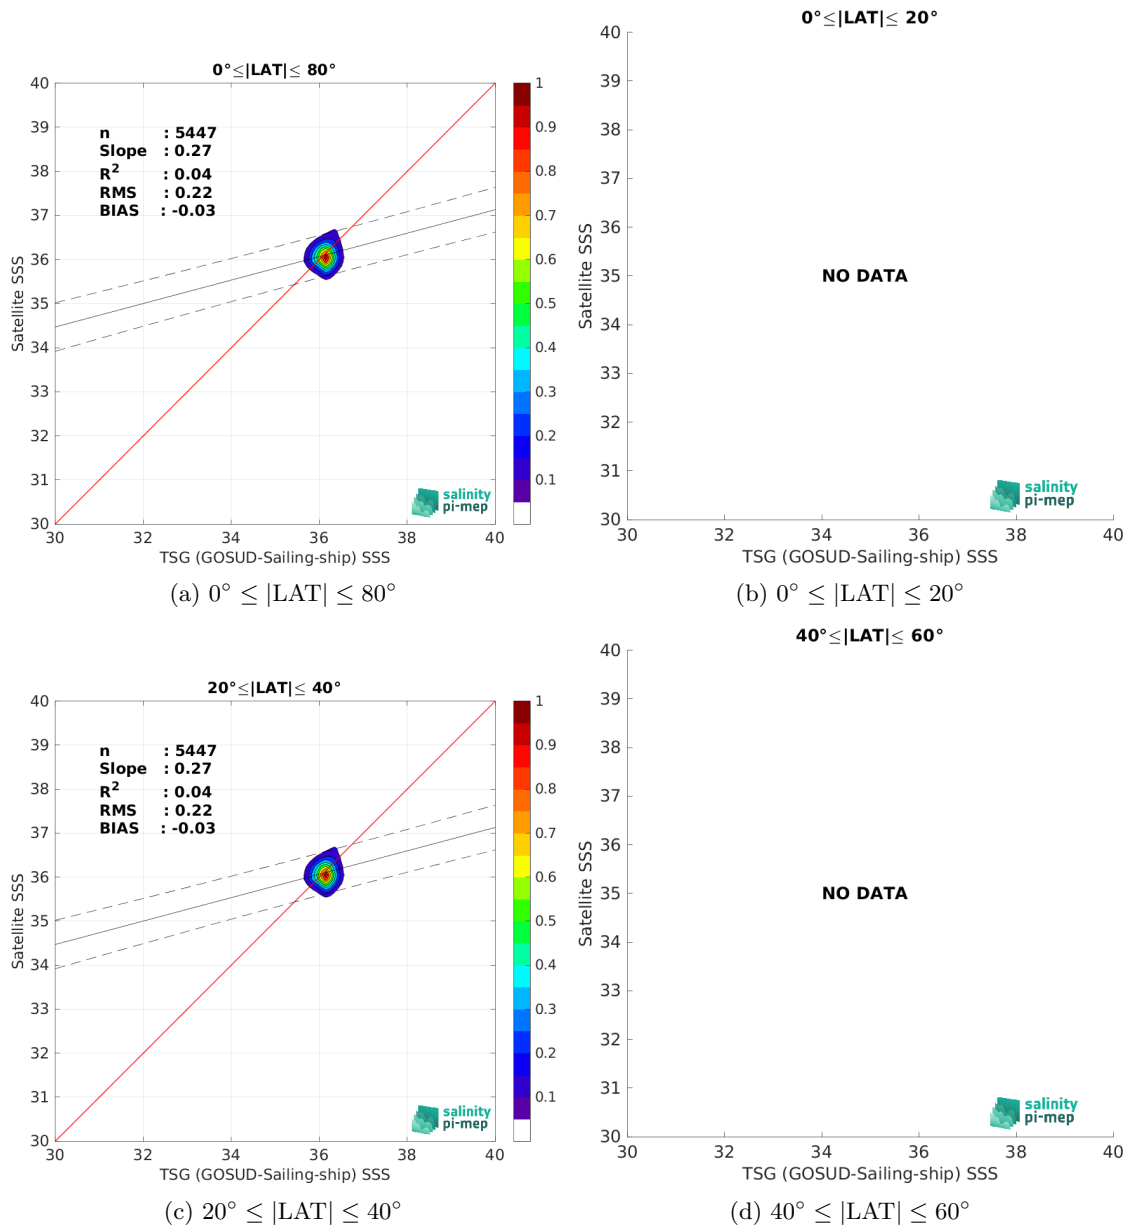 0°≤|LAT|≤ 80°
40
39
38
37
36
35
34
33
32
31
30
Satellite SSS
n : 5447
Slope : 0.27
R2 : 0.04
RMS : 0.22
BIAS : -0.03
salinity
pi-mep
30 32 34 36 38 40
TSG (GOSUD-Sailing-ship) SSS
1
0.9
0.8
0.7
0.6
0.5
0.4
0.3
0.2
0.1
(a) 0° ≤ |LAT| ≤ 80°
0°≤|LAT|≤ 20°
40
39
38
37
36
35
34
33
32
31
30
Satellite SSS
NO DATA
salinity
pi-mep
30 32 34 36 38 40
TSG (GOSUD-Sailing-ship) SSS
(b) 0° ≤ |LAT| ≤ 20°
20°≤|LAT|≤ 40°
40
39
38
37
36
35
34
33
32
31
30
Satellite SSS
n : 5447
Slope : 0.27
R2 : 0.04
RMS : 0.22
BIAS : -0.03
salinity
pi-mep
30 32 34 36 38 40
TSG (GOSUD-Sailing-ship) SSS
1
0.9
0.8
0.7
0.6
0.5
0.4
0.3
0.2
0.1
(c) 20° ≤ |LAT| ≤ 40°
40°≤|LAT|≤ 60°
40
39
38
37
36
35
34
33
32
31
30
Satellite SSS
NO DATA
salinity
pi-mep
30 32 34 36 38 40
TSG (GOSUD-Sailing-ship) SSS
(d) 40° ≤ |LAT| ≤ 60°